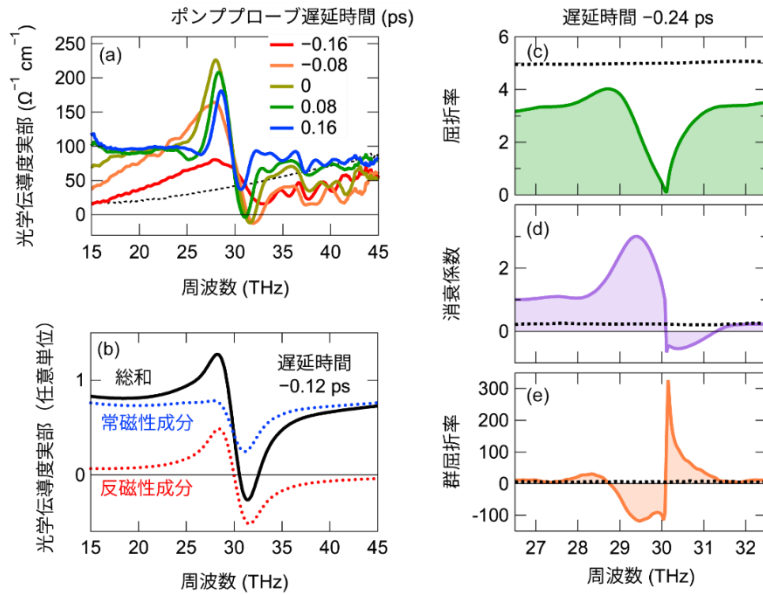 ポンププローブ遅延時間 (ps)
(a)
−0.16
−0.08
0
0.08
0.16
250
200
150
100
50
0
光学伝導度実部 (Ω⁻¹ cm⁻¹)
15 20 25 30 35 40 45
周波数 (THz)
(b)
総和
遅延時間
−0.12 ps
常磁性成分
反磁性成分
1
0
光学伝導度実部 (任意単位)
15 20 25 30 35 40 45
周波数 (THz)
遅延時間 −0.24 ps
(c)
6
4
2
0
屈折率
(d)
2
0
消衰係数
(e)
300
200
100
0
-100
群屈折率
27 28 29 30 31 32
周波数 (THz)